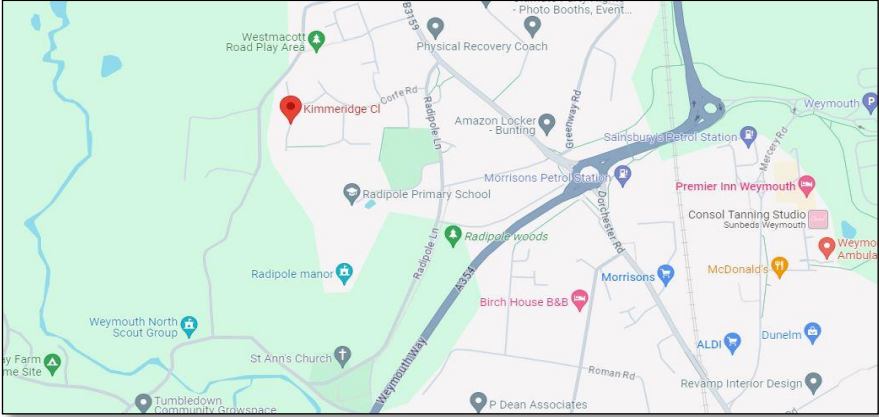 - Photo Booths, Event...
B3159
Westmacott
Road Play Area
Physical Recovery Coach
Kimmeridge Cl
Corfe Rd
Radipole Ln
Greenway Rd
Weymouth
Amazon Locker
- Bunting
Sainsbury's Petrol Station
Mercery Rd
Morrisons Petrol Station
Premier Inn Weymouth
Radipole Primary School
Dorchester Rd
Consol Tanning Studio
Sunbeds Weymouth
Radipole woods
Radipole Ln
Weymo
Ambula
Radipole manor
A354
Morrisons
McDonald's
Birch House B&B
Weymouth North
Scout Group
Dunelm
ALDI
St Ann's Church
ay Farm
me Site
Weymouth Way
Roman Rd
Revamp Interior Design
Tumbledown
Community Growspace
P Dean Associates